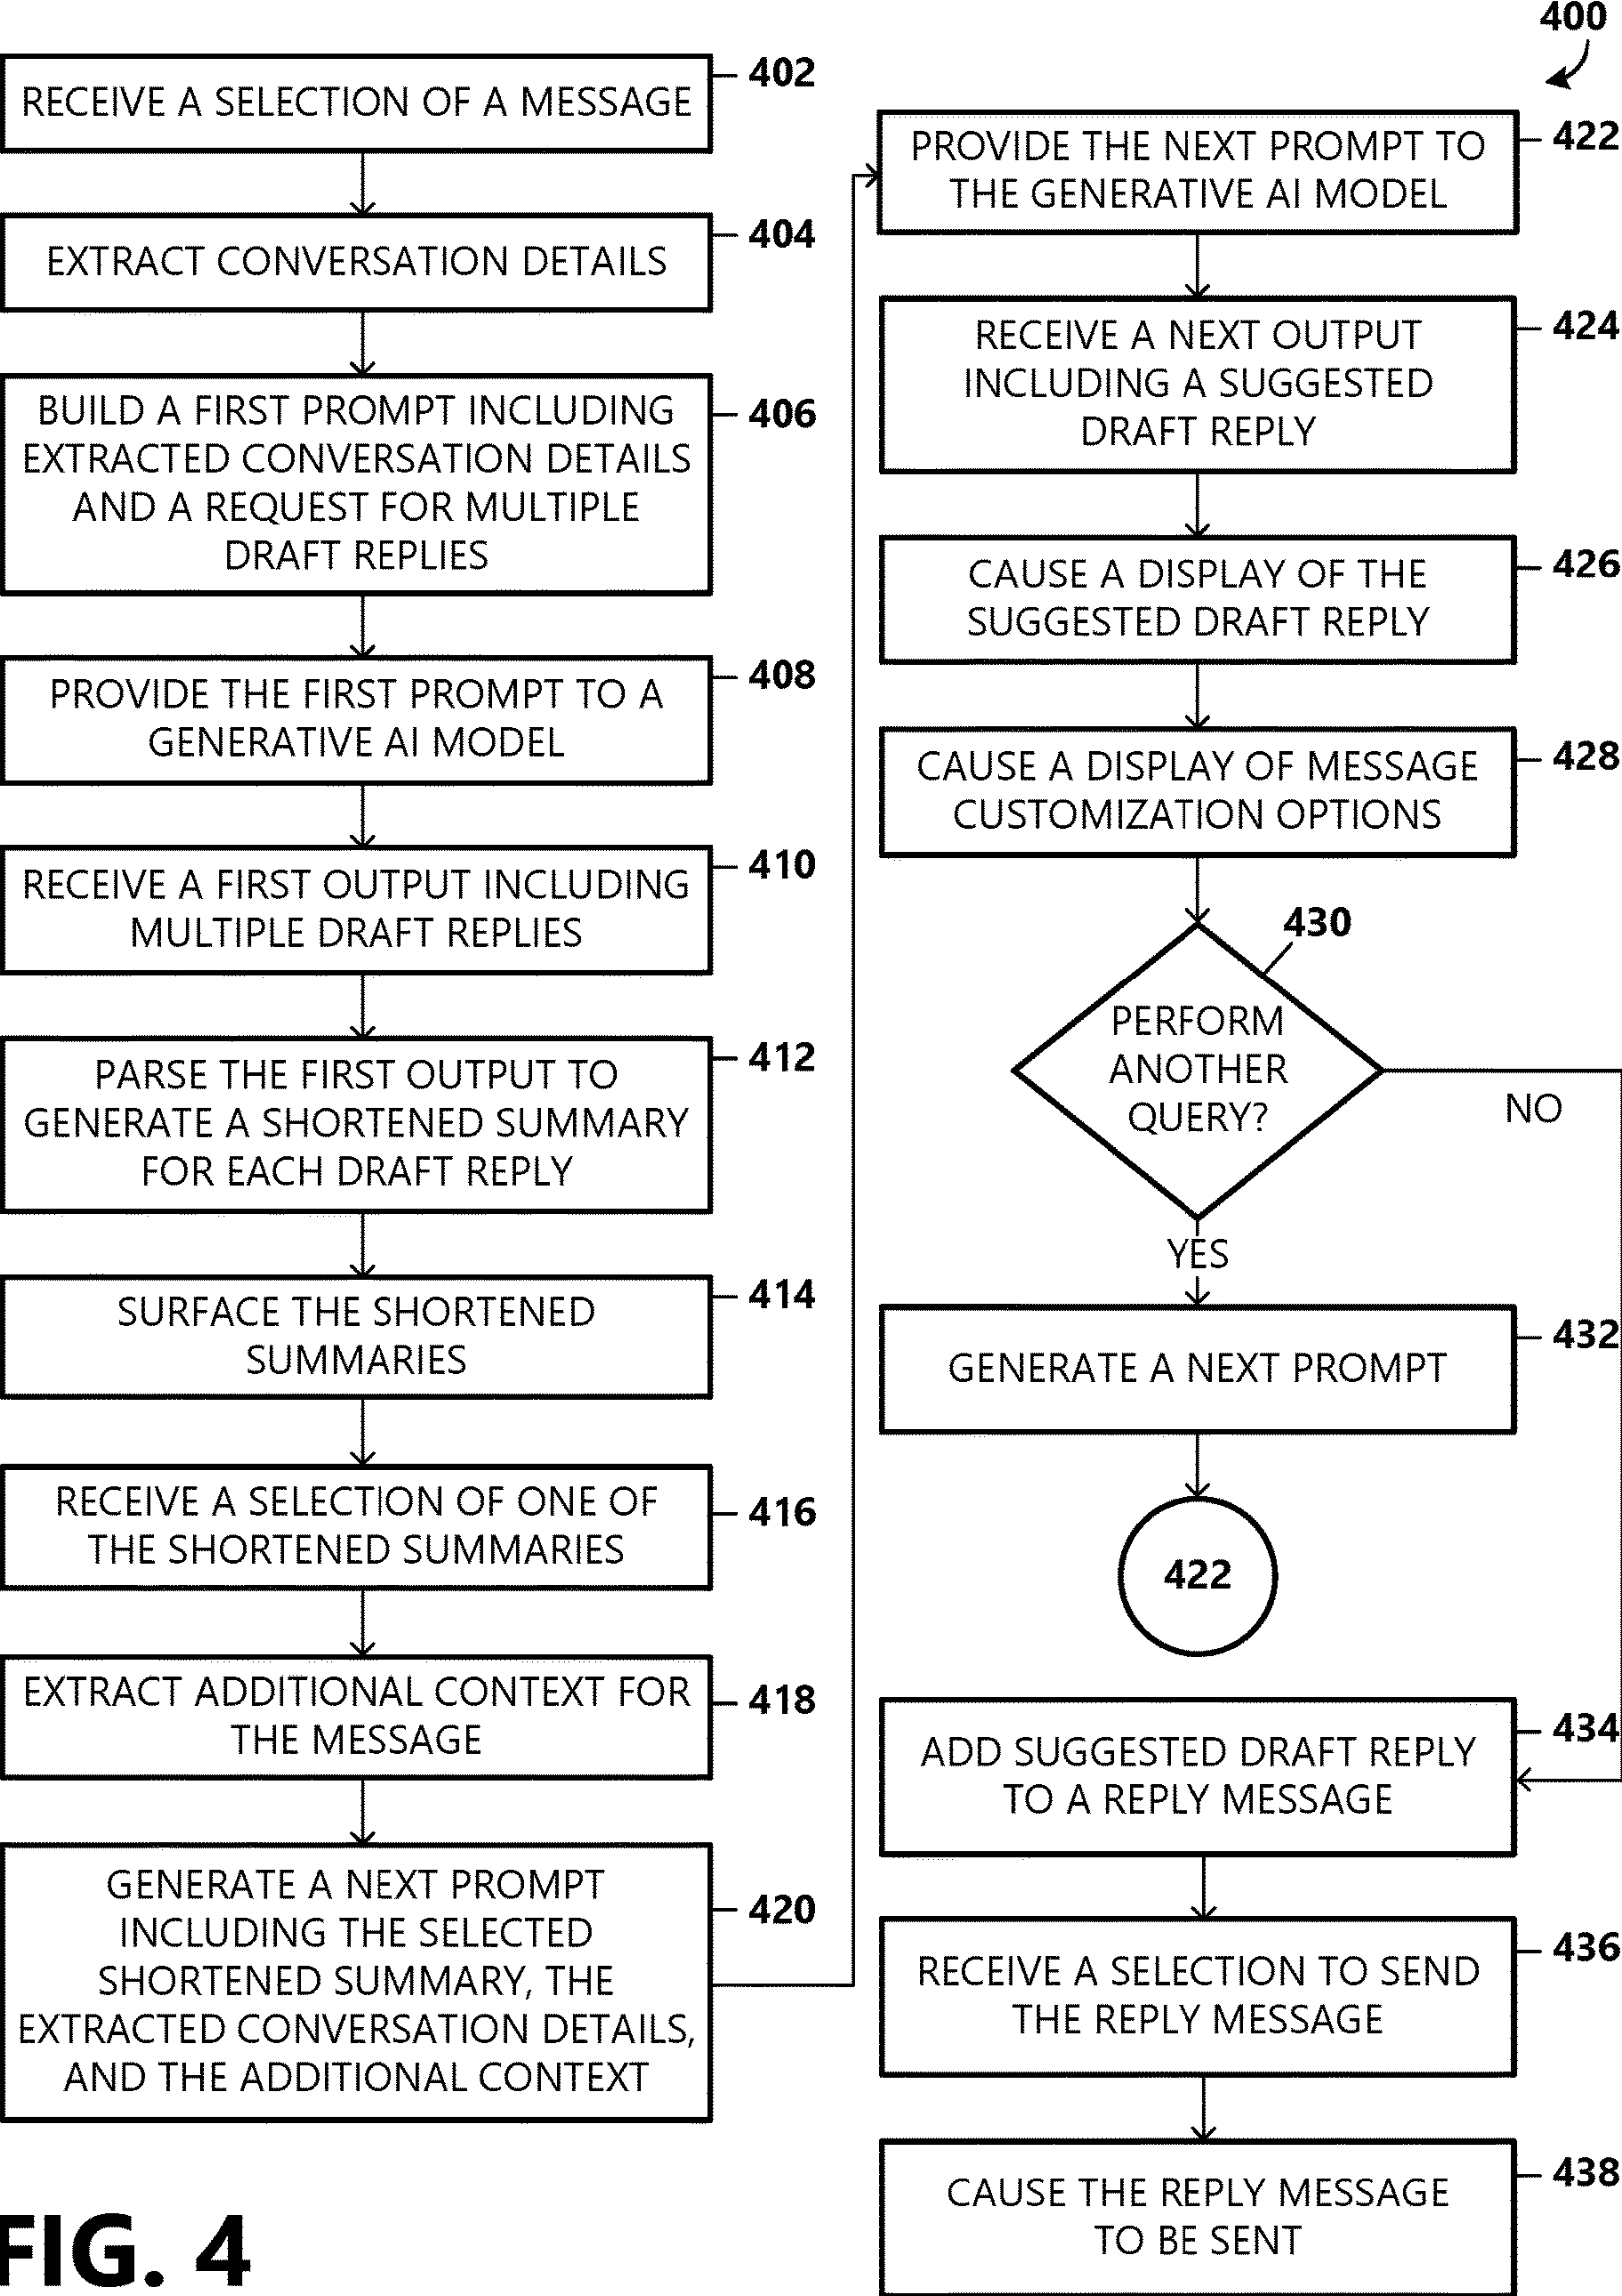 400
RECEIVE A SELECTION OF A MESSAGE
402
EXTRACT CONVERSATION DETAILS
404
BUILD A FIRST PROMPT INCLUDING
EXTRACTED CONVERSATION DETAILS
AND A REQUEST FOR MULTIPLE
DRAFT REPLIES
406
PROVIDE THE FIRST PROMPT TO A
GENERATIVE AI MODEL
408
RECEIVE A FIRST OUTPUT INCLUDING
MULTIPLE DRAFT REPLIES
410
PARSE THE FIRST OUTPUT TO
GENERATE A SHORTENED SUMMARY
FOR EACH DRAFT REPLY
412
SURFACE THE SHORTENED
SUMMARIES
414
RECEIVE A SELECTION OF ONE OF
THE SHORTENED SUMMARIES
416
EXTRACT ADDITIONAL CONTEXT FOR
THE MESSAGE
418
GENERATE A NEXT PROMPT
INCLUDING THE SELECTED
SHORTENED SUMMARY, THE
EXTRACTED CONVERSATION DETAILS,
AND THE ADDITIONAL CONTEXT
420
PROVIDE THE NEXT PROMPT TO
THE GENERATIVE AI MODEL
422
RECEIVE A NEXT OUTPUT
INCLUDING A SUGGESTED
DRAFT REPLY
424
CAUSE A DISPLAY OF THE
SUGGESTED DRAFT REPLY
426
CAUSE A DISPLAY OF MESSAGE
CUSTOMIZATION OPTIONS
428
430
PERFORM
ANOTHER
QUERY?
NO
YES
GENERATE A NEXT PROMPT
432
422
ADD SUGGESTED DRAFT REPLY
TO A REPLY MESSAGE
434
RECEIVE A SELECTION TO SEND
THE REPLY MESSAGE
436
CAUSE THE REPLY MESSAGE
TO BE SENT
438
FIG. 4